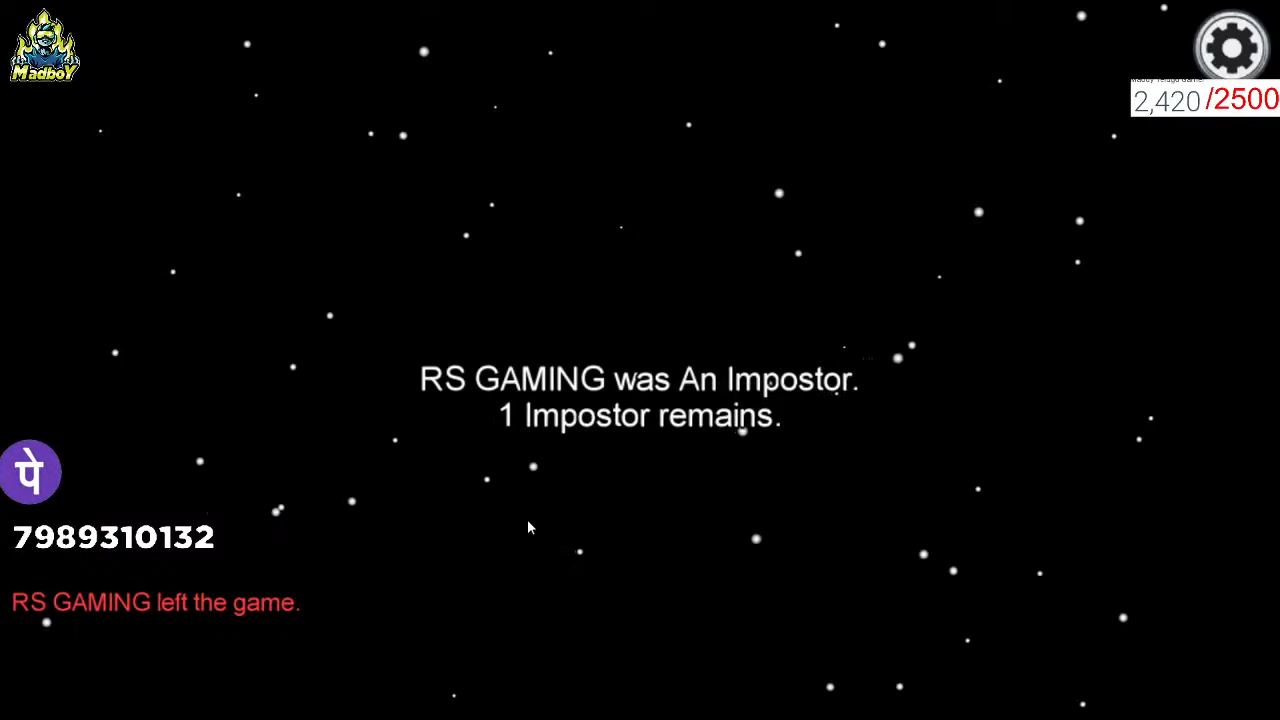 MadboY
2,420 /2500
RS GAMING was An Impostor.
1 Impostor remains.
पे
7989310132
RS GAMING left the game.